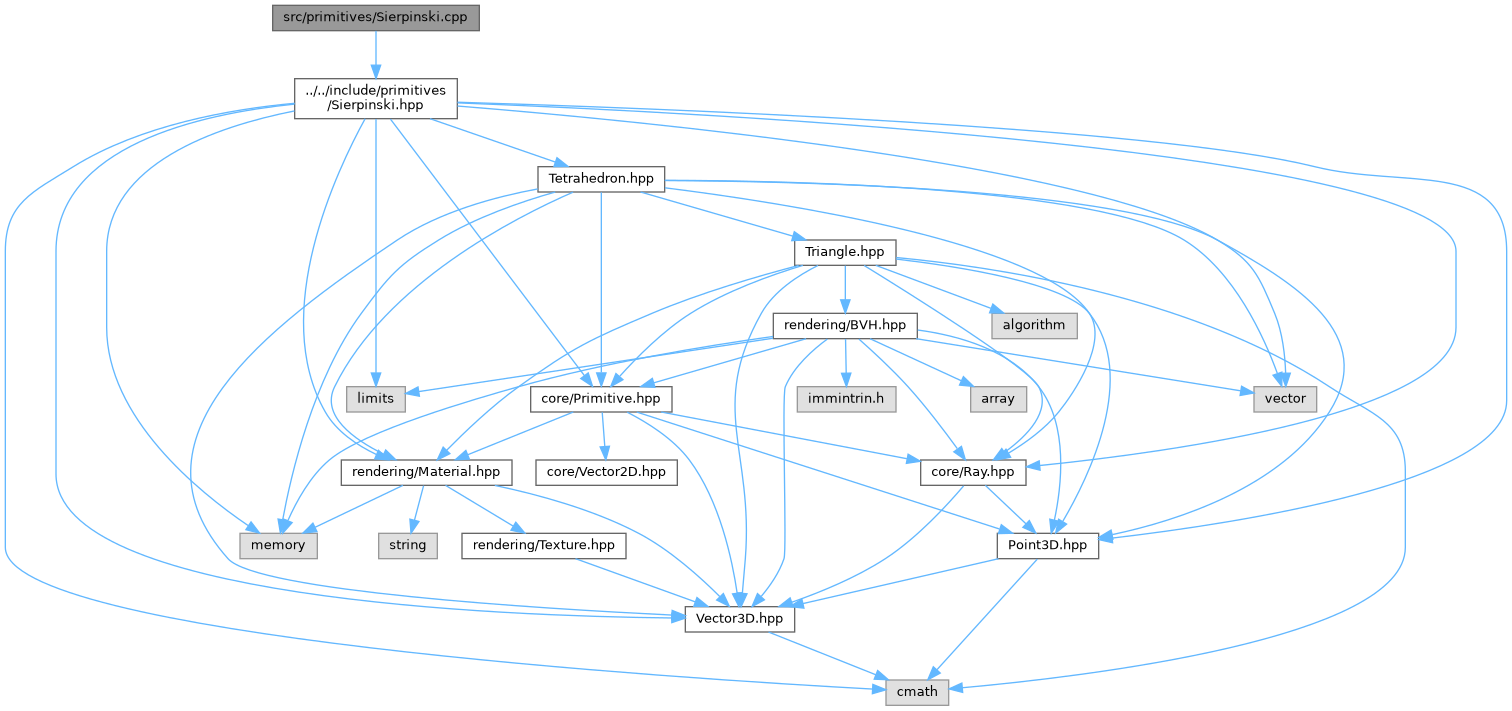 src/primitives/Sierpinski.cpp
../../include/primitives
/Sierpinski.hpp
Tetrahedron.hpp
Triangle.hpp
rendering/BVH.hpp
algorithm
limits
core/Primitive.hpp
immintrin.h
array
vector
rendering/Material.hpp
core/Vector2D.hpp
core/Ray.hpp
memory
string
rendering/Texture.hpp
Point3D.hpp
Vector3D.hpp
cmath